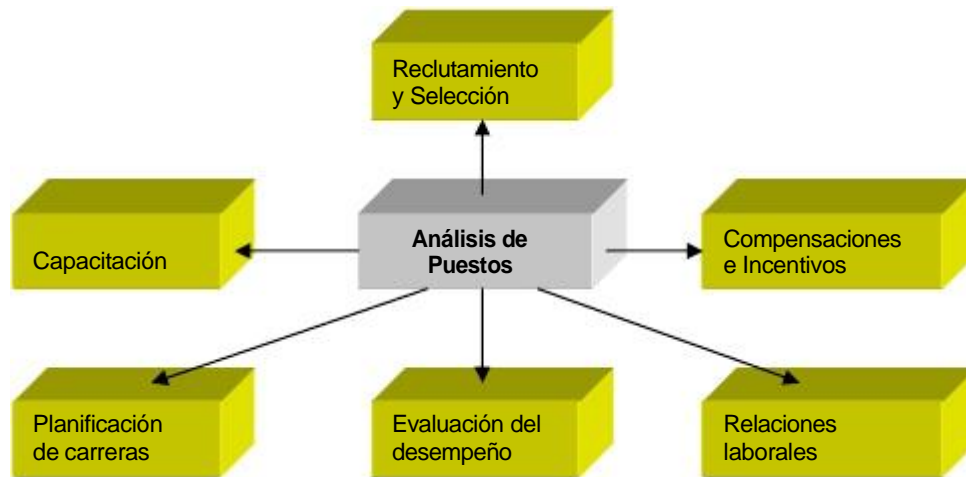 Reclutamiento
y Selección
Capacitación
Análisis de
Puestos
Compensaciones
e Incentivos
Planificación
de carreras
Evaluación del
desempeño
Relaciones
laborales